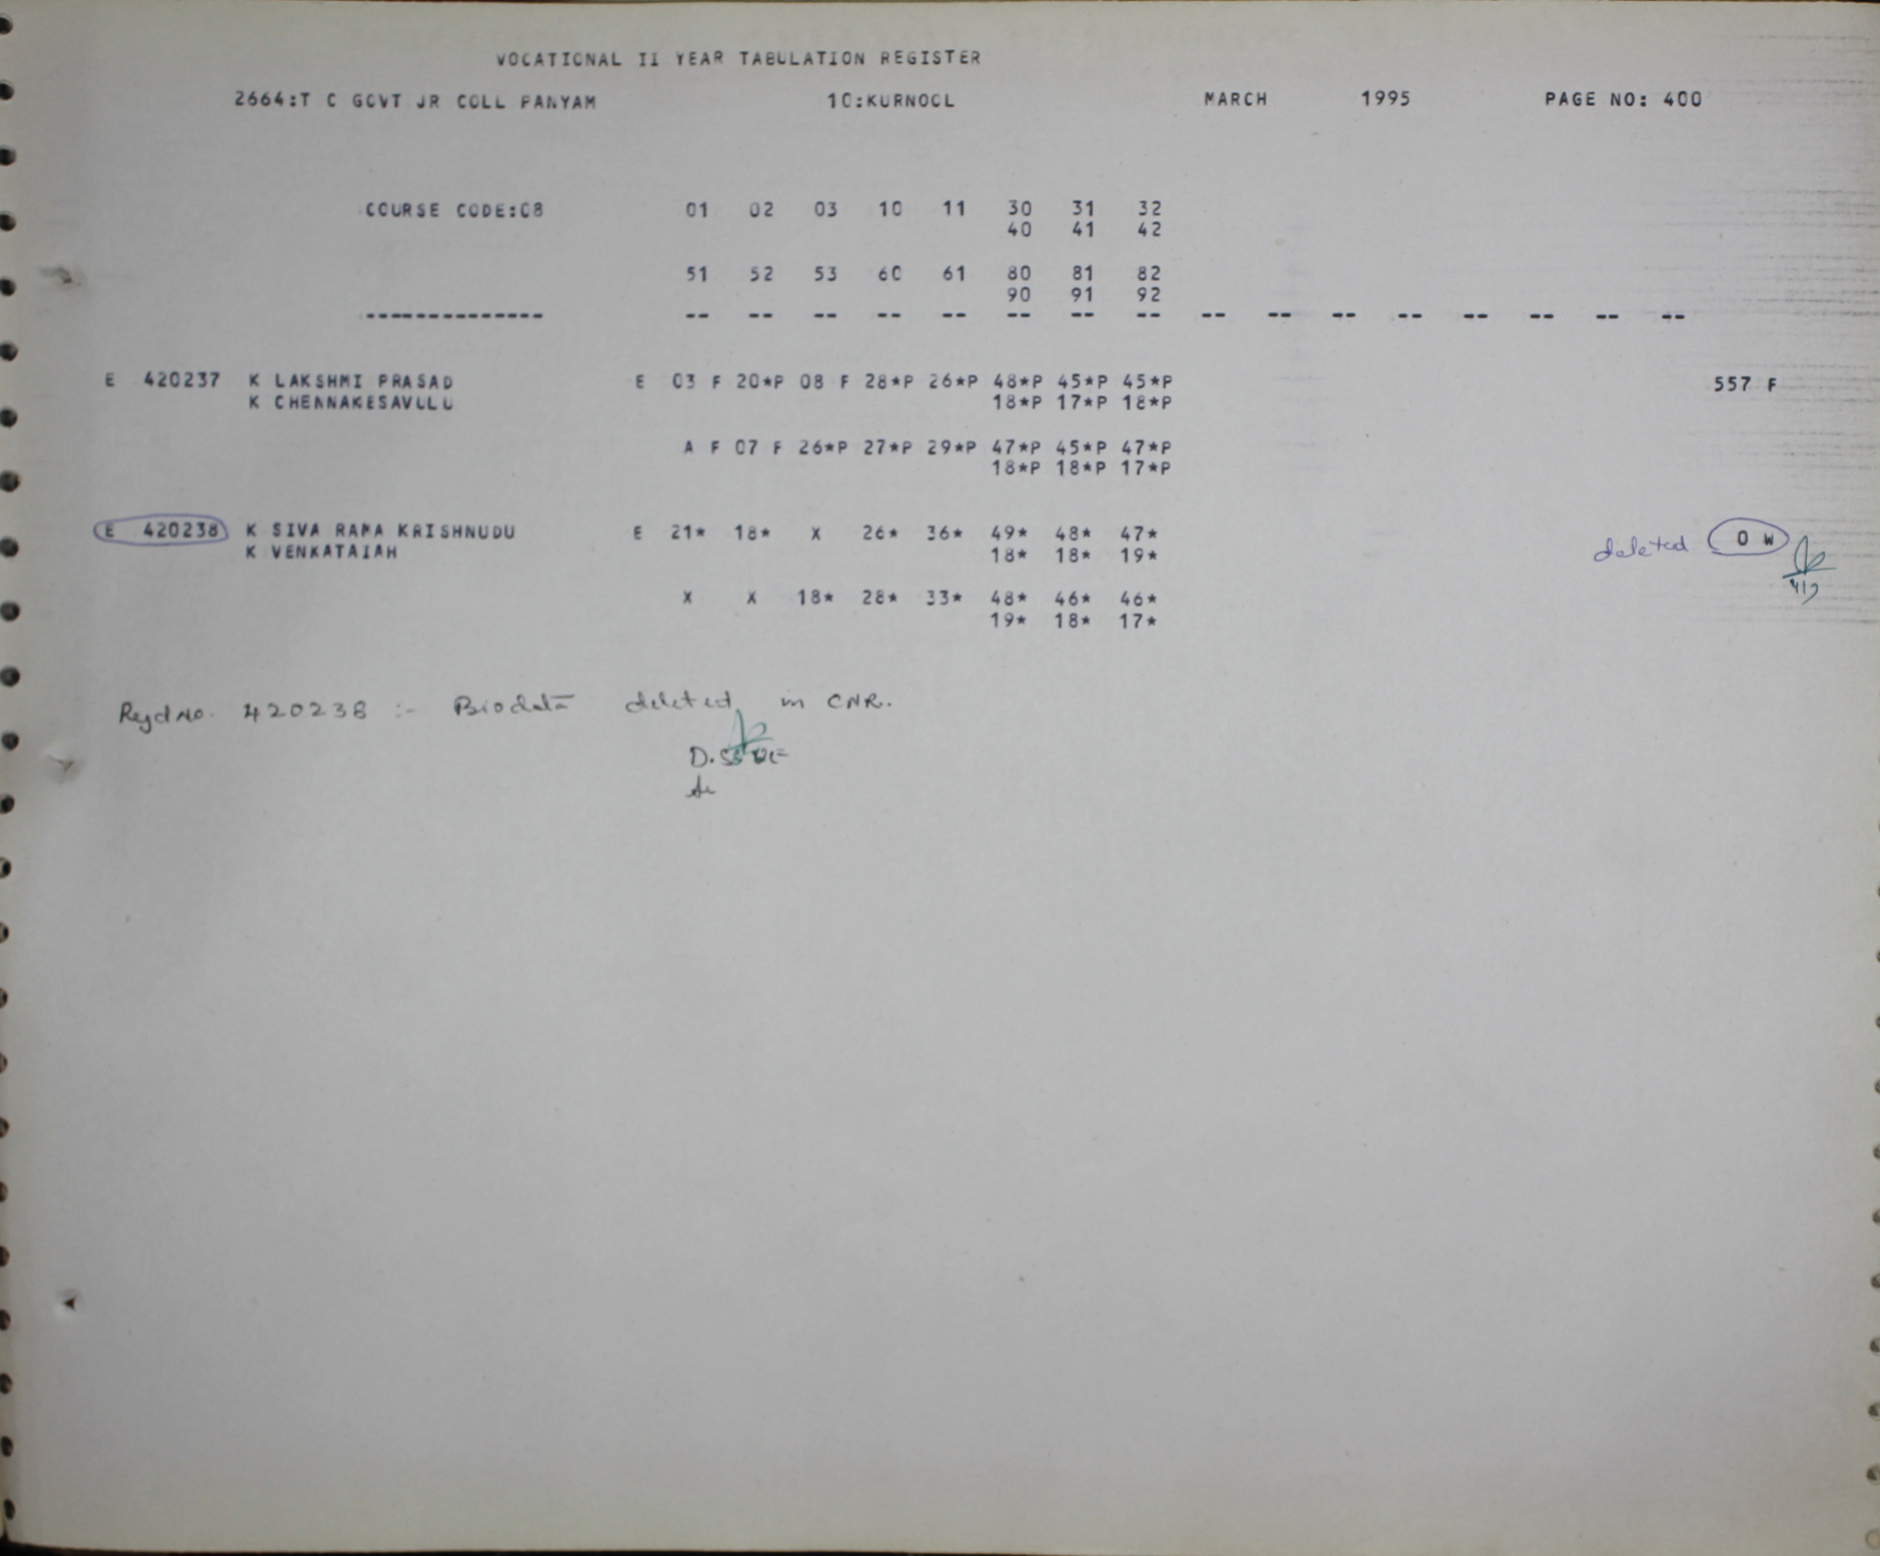 VOCATIONAL II YEAR TABULATION REGISTER
2664:T C GOVT JR COLL PANYAM 10:KURNOOL MARCH 1995 PAGE NO: 400
COURSE CODE:08 01 02 03 10 11 30 31 32
40 41 42
51 52 53 60 61 80 81 82
90 91 92
-------------- -- -- -- -- -- -- -- -- -- -- -- -- -- -- -- --
E 420237 K LAKSHMI PRASAD E 03 F 20*P 08 F 28*P 26*P 48*P 45*P 45*P 557 F
K CHENNAKESAVULU 18*P 17*P 18*P
A F 07 F 26*P 27*P 29*P 47*P 45*P 47*P
18*P 18*P 17*P
E 420238 K SIVA RAMA KRISHNUDU E 21* 18* X 26* 36* 49* 48* 47* deleted 0 W
K VENKATAIAH 18* 18* 19*
X X 18* 28* 33* 48* 46* 46*
19* 18* 17*
Regd No. 420238 :- Biodata deleted in CNR.